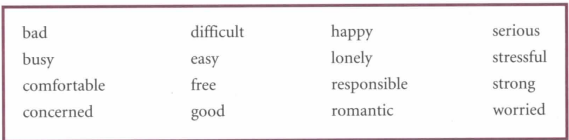 bad difficult happy serious
busy easy lonely stressful
comfortable free responsible strong
concerned good romantic worried